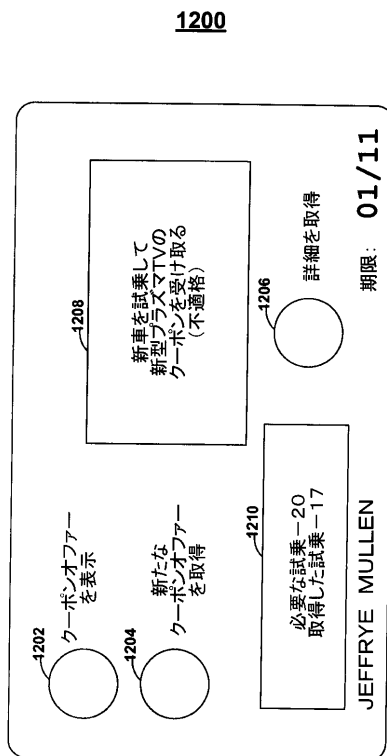 1200
1202
クーポンオファー
を表示
1204
新たな
クーポンオファー
を取得
1208
新車を試乗して
新型プラズマTVの
クーポンを受け取る
(不適格)
1210
必要な試乗－20
取得した試乗－17
1206
詳細を取得
JEFFRYE MULLEN
期限: 01/11